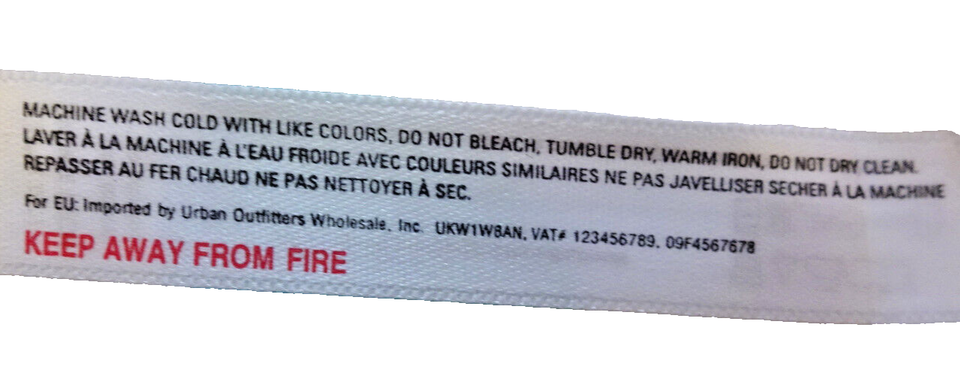 MACHINE WASH COLD WITH LIKE COLORS, DO NOT BLEACH, TUMBLE DRY, WARM IRON, DO NOT DRY CLEAN.
LAVER À LA MACHINE À L'EAU FROIDE AVEC COULEURS SIMILAIRES NE PAS JAVELLISER SECHER À LA MACHINE
REPASSER AU FER CHAUD NE PAS NETTOYER À SEC.
For EU: Imported by Urban Outfitters Wholesale, Inc. UKW1W8AN, VAT# 123456789, 09F4567678
KEEP AWAY FROM FIRE